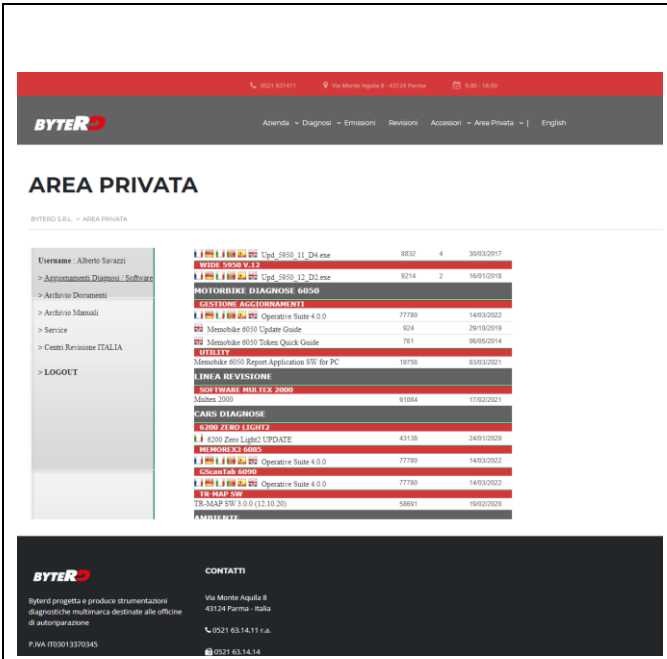 0521 631411 Via Monte Aquila 8 - 43124 Parma 9:00 - 18:00
BYTERD
Azienda Diagnosi Emissioni Revisioni Accessori Area Privata | English
AREA PRIVATA
BYTERD S.R.L. > AREA PRIVATA
Username : Alberto Savazzi
> Aggiornamenti Diagnosi / Software
> Archivio Documenti
> Archivio Manuali
> Service
> Centri Revisione ITALIA
> LOGOUT
Upd_5950_11_D4.exe 8832 4 30/03/2017
WIDE 5950 V.12
Upd_5950_12_D2.exe 9214 2 16/01/2018
MOTORBIKE DIAGNOSE 6050
GESTIONE AGGIORNAMENTI
Operative Suite 4.0.0 77780 14/03/2022
Memobike 6050 Update Guide 924 29/10/2019
Memobike 6050 Token Quick Guide 761 06/05/2014
UTILITY
Memobike 6050 Report Application SW for PC 19756 03/03/2021
LINEA REVISIONE
SOFTWARE MULTEX 2000
Multex 2000 91084 17/02/2021
CARS DIAGNOSE
6200 ZERO LIGHT2
6200 Zero Light2 UPDATE 43138 24/01/2020
MEMOREX3 6085
Operative Suite 4.0.0 77780 14/03/2022
GScanTab 6090
Operative Suite 4.0.0 77780 14/03/2022
TR-MAP SW
TR-MAP SW 3.0.0 (12.10.20) 58691 19/02/2020
AMBIENTE
BYTERD
Byterd progetta e produce strumentazioni
diagnostiche multimarca destinate alle officine
di autoriparazione
P.IVA IT03013370345
CONTATTI
Via Monte Aquila 8
43124 Parma - Italia
0521 63.14.11 r.a.
0521 63.14.14